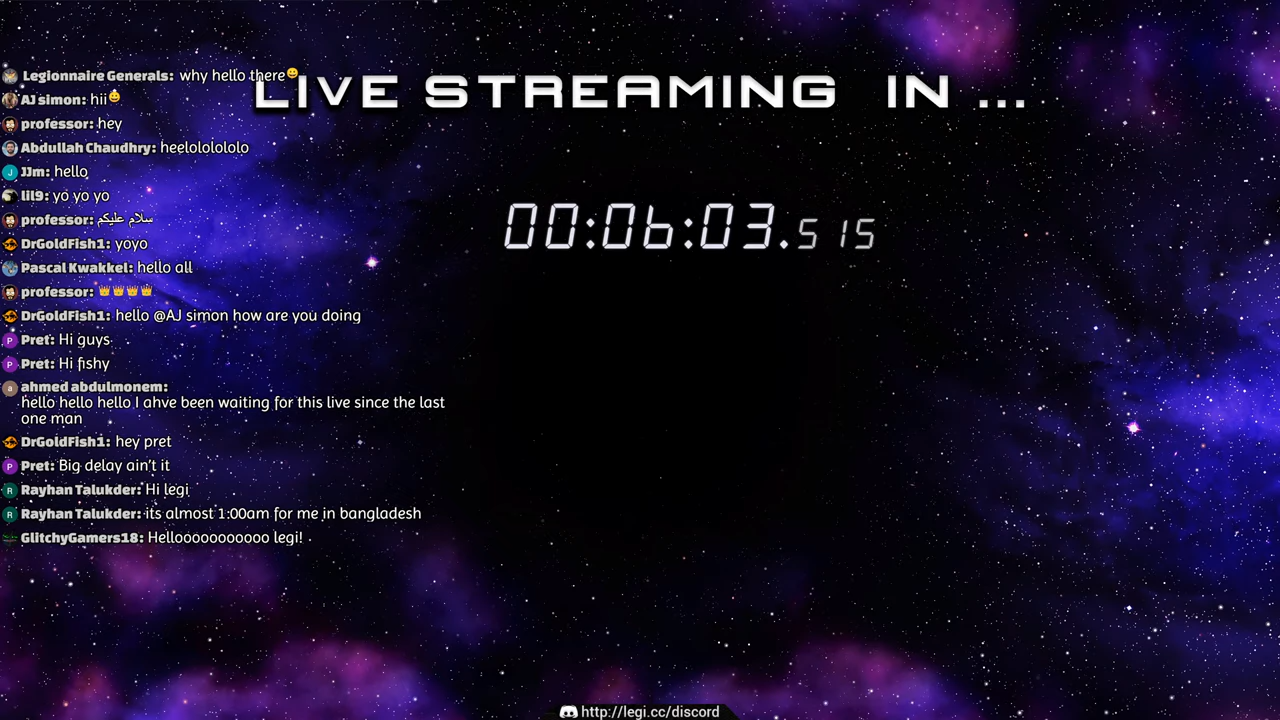 Legionnaire Generals: why hello there😀
LIVE STREAMING IN ...
AJ simon: hii😀
professor: hey
Abdullah Chaudhry: heelolololololo
JJm: hello
lil9: yo yo yo
professor: سلام عليكم
00:06:03.515
DrGoldFish1: yoyo
Pascal Kwakkel: hello all
professor: 👑👑👑👑
DrGoldFish1: hello @AJ simon how are you doing
Pret: Hi guys
Pret: Hi fishy
ahmed abdulmonem:
hello hello hello I ahve been waiting for this live since the last
one man
DrGoldFish1: hey pret
Pret: Big delay ain't it
Rayhan Talukder: Hi legi
Rayhan Talukder: its almost 1:00am for me in bangladesh
GlitchyGamers18: Hellooooooooooo legi!
http://legi.cc/discord